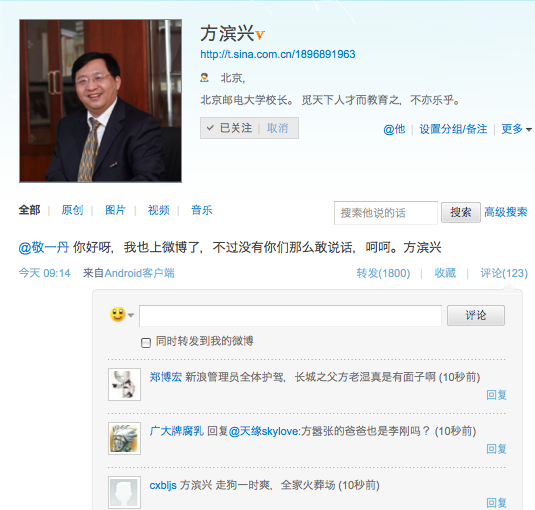 方滨兴V
http://t.sina.com.cn/1896891963
北京,
北京邮电大学校长。 觅天下人才而教育之，不亦乐乎。
已关注 | 取消
@他 | 设置分组/备注 | 更多
全部 | 原创 | 图片 | 视频 | 音乐
搜索他说的话 搜索 高级搜索
@敬一丹 你好呀，我也上微博了，不过没有你们那么敢说话，呵呵。方滨兴
今天 09:14 来自Android客户端 转发(1800) | 收藏 | 评论(123)
评论
同时转发到我的微博
郑博宏 新浪管理员全体护驾，长城之父方老湿真是有面子啊 (10秒前)
回复
广大牌腐乳 回复@天缘skylove:方嚣张的爸爸也是李刚吗？ (10秒前)
回复
cxbljs 方滨兴 走狗一时爽，全家火葬场 (10秒前)
回复